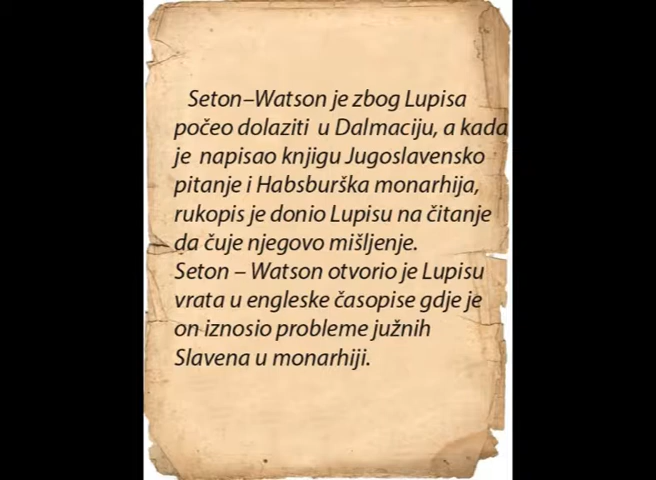 Seton–Watson je zbog Lupisa
počeo dolaziti u Dalmaciju, a kada
je napisao knjigu Jugoslavensko
pitanje i Habsburška monarhija,
rukopis je donio Lupisu na čitanje
da čuje njegovo mišljenje.
Seton – Watson otvorio je Lupisu
vrata u engleske časopise gdje je
on iznosio probleme južnih
Slavena u monarhiji.